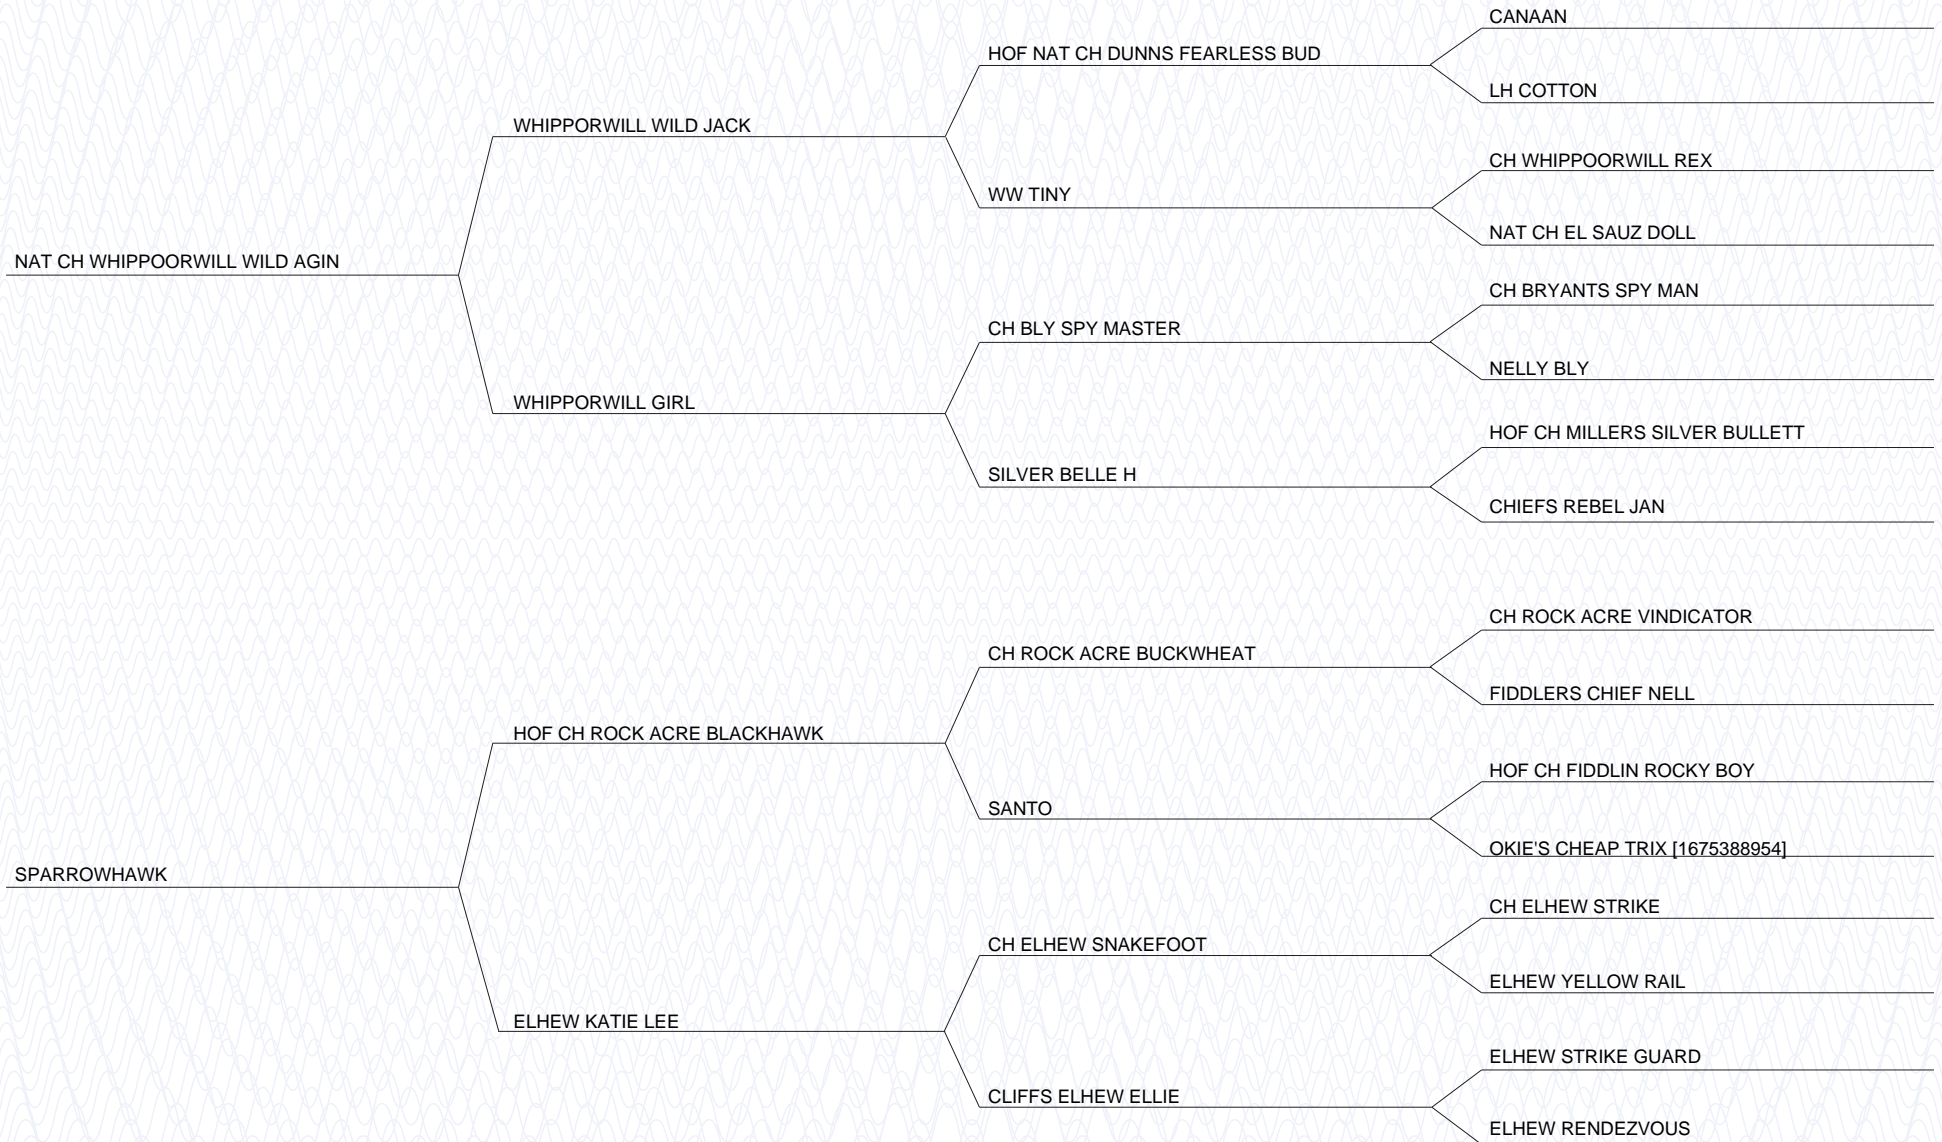 CANAAN
HOF NAT CH DUNNS FEARLESS BUD
LH COTTON
WHIPPORWILL WILD JACK
CH WHIPPOORWILL REX
WW TINY
NAT CH EL SAUZ DOLL
NAT CH WHIPPOORWILL WILD AGIN
CH BRYANTS SPY MAN
CH BLY SPY MASTER
NELLY BLY
WHIPPORWILL GIRL
HOF CH MILLERS SILVER BULLETT
SILVER BELLE H
CHIEFS REBEL JAN
CH ROCK ACRE VINDICATOR
CH ROCK ACRE BUCKWHEAT
FIDDLERS CHIEF NELL
HOF CH ROCK ACRE BLACKHAWK
HOF CH FIDDLIN ROCKY BOY
SANTO
OKIE'S CHEAP TRIX [1675388954]
SPARROWHAWK
CH ELHEW STRIKE
CH ELHEW SNAKEFOOT
ELHEW YELLOW RAIL
ELHEW KATIE LEE
ELHEW STRIKE GUARD
CLIFFS ELHEW ELLIE
ELHEW RENDEZVOUS